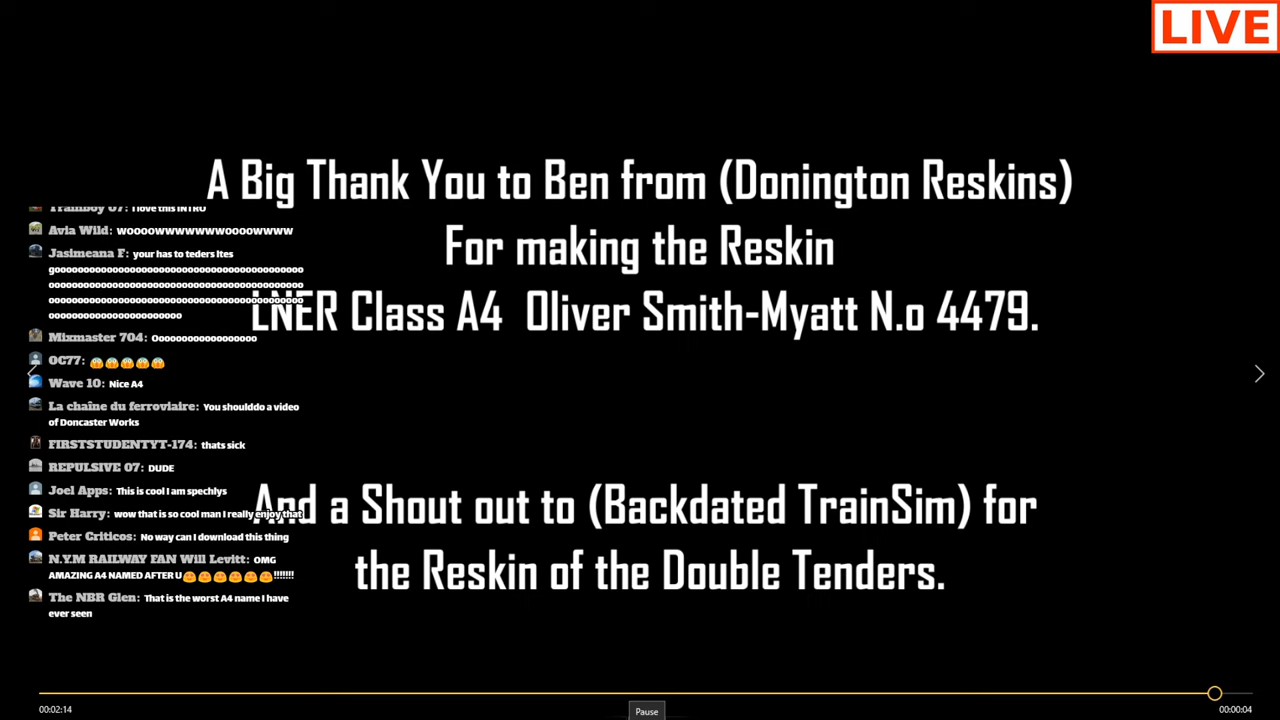 LIVE
A Big Thank You to Ben from (Donington Reskins)
For making the Reskin
LNER Class A4 Oliver Smith-Myatt N.o 4479.
And a Shout out to (Backdated TrainSim) for
the Reskin of the Double Tenders.
Trainboy 07: I love this INTRO
Avia Wild: WOOOOWWWWWWWOOOOWWWW
Jasimeana F: your has to teders ltes
Mixmaster 704: Oooooooooooooooooo
OC77: 😱😱😱😱😱
Wave 10: Nice A4
La chaîne du ferroviaire: You shoulddo a video
of Doncaster Works
FIRSTSTUDENTYT-174: thats sick
REPULSIVE 07: DUDE
Joel Apps: This is cool I am spechlys
Sir Harry: wow that is so cool man I really enjoy that
Peter Criticos: No way can I download this thing
N.Y.M RAILWAY FAN Will Levitt: OMG
AMAZING A4 NAMED AFTER U😱😱😱😱😱😱!!!!!!!
The NBR Glen: That is the worst A4 name I have
ever seen
00:02:14
Pause
00:00:04